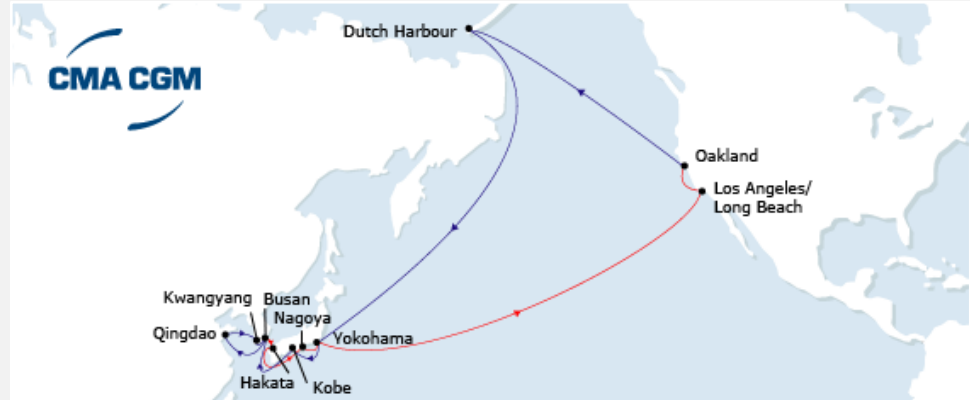 Dutch Harbour
CMA CGM
Oakland
Los Angeles/
Long Beach
Kwangyang
Busan
Nagoya
Qingdao
Yokohama
Hakata
Kobe